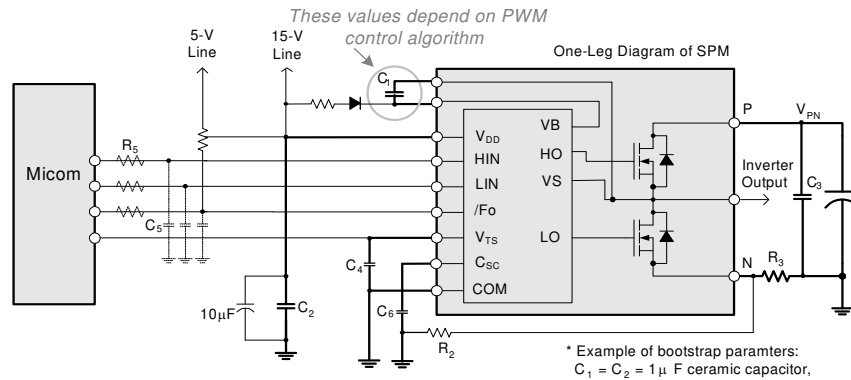 These values depend on PWM
control algorithm
5-V
Line
15-V
Line
One-Leg Diagram of SPM
C1
P
VPN
VB
VDD
R5
HO
HIN
Micom
VS
Inverter
Output
LIN
C3
/Fo
C5
VTS
LO
C4
CSC
N
R3
COM
10μF
C2
C6
R2
* Example of bootstrap paramters:
C1 = C2 = 1μ F ceramic capacitor,